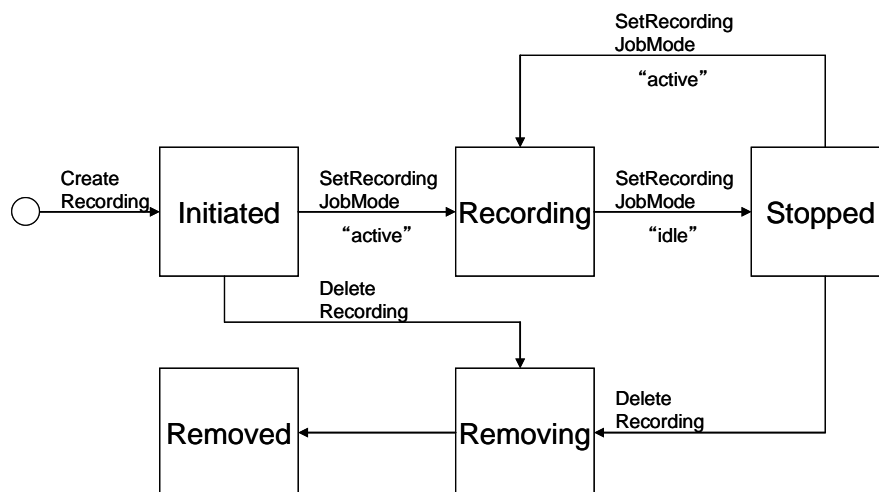 SetRecording
JobMode
“active”
Create
Recording
Initiated
SetRecording
JobMode
“active”
Recording
SetRecording
JobMode
“idle”
Stopped
Delete
Recording
Removed
Removing
Delete
Recording